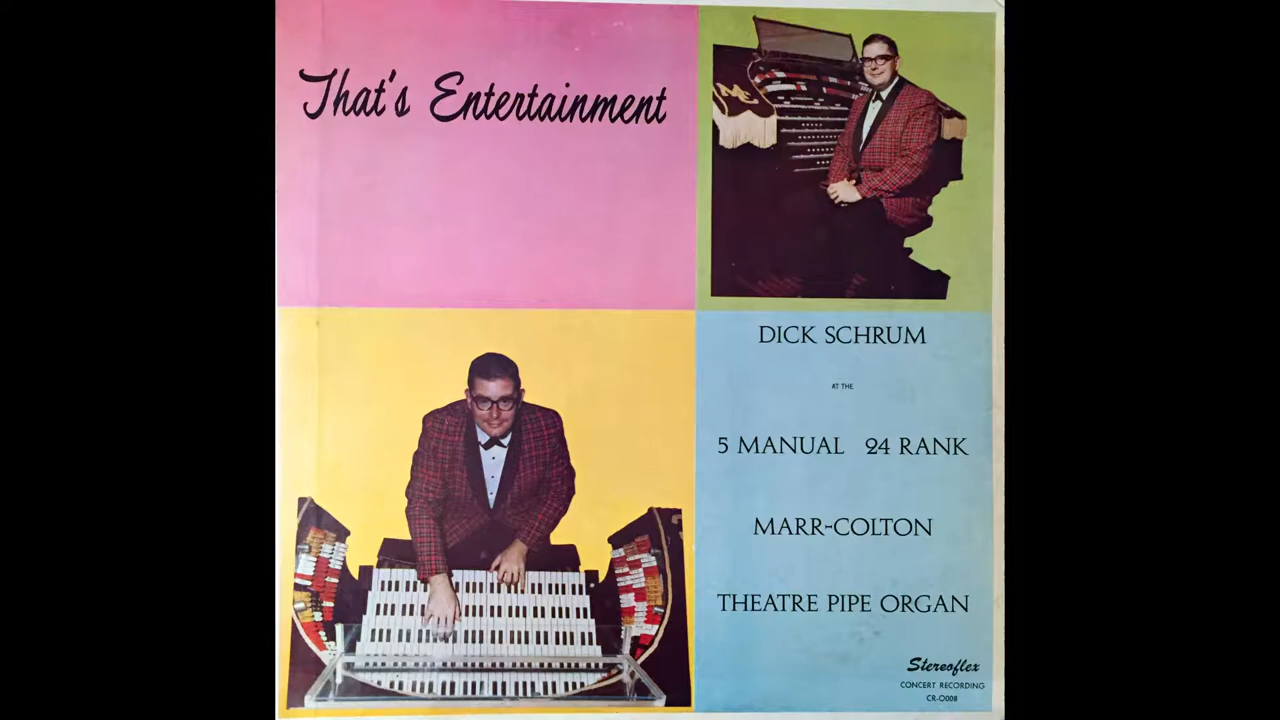 That's Entertainment
DICK SCHRUM
AT THE
5 MANUAL 24 RANK
MARR-COLTON
THEATRE PIPE ORGAN
Stereoflex
CONCERT RECORDING
CR-0008